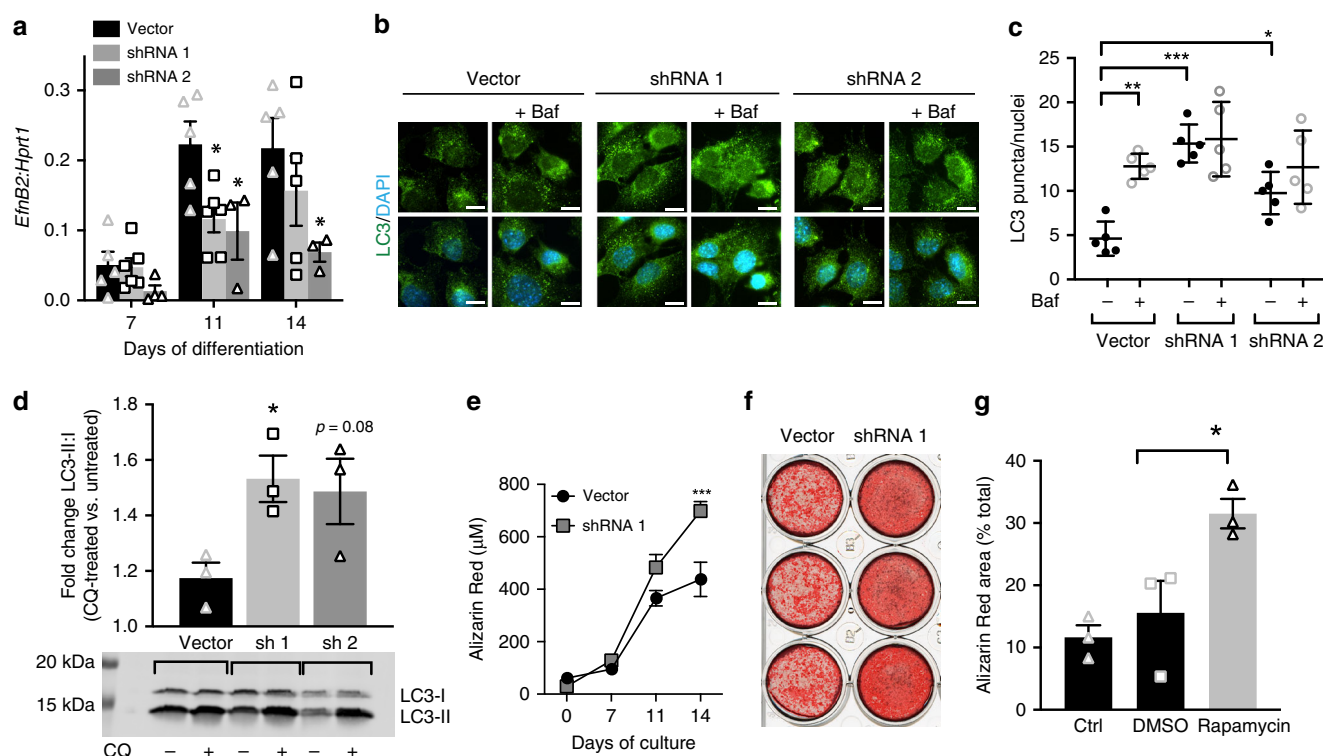 a
Vector
shRNA 1
shRNA 2
EfnB2:Hprt1
0.3
0.2
0.1
0.0
*
*
*
7
11
14
Days of differentiation
b
Vector
shRNA 1
shRNA 2
+ Baf
+ Baf
+ Baf
LC3/DAPI
c
LC3 puncta/nuclei
25
20
15
10
5
0
*
***
**
Baf
– + – + – +
Vector shRNA 1 shRNA 2
d
Fold change LC3-II:I
(CQ-treated vs. untreated)
1.8
1.6
1.4
1.2
1.0
*
p = 0.08
Vector sh 1 sh 2
20 kDa
15 kDa
LC3-I
LC3-II
CQ – + – + – +
e
Alizarin Red (μM)
800
600
400
200
0
Vector
shRNA 1
***
0 7 11 14
Days of culture
f
Vector shRNA 1
g
Alizarin Red area (% total)
40
30
20
10
0
*
Ctrl DMSO Rapamycin